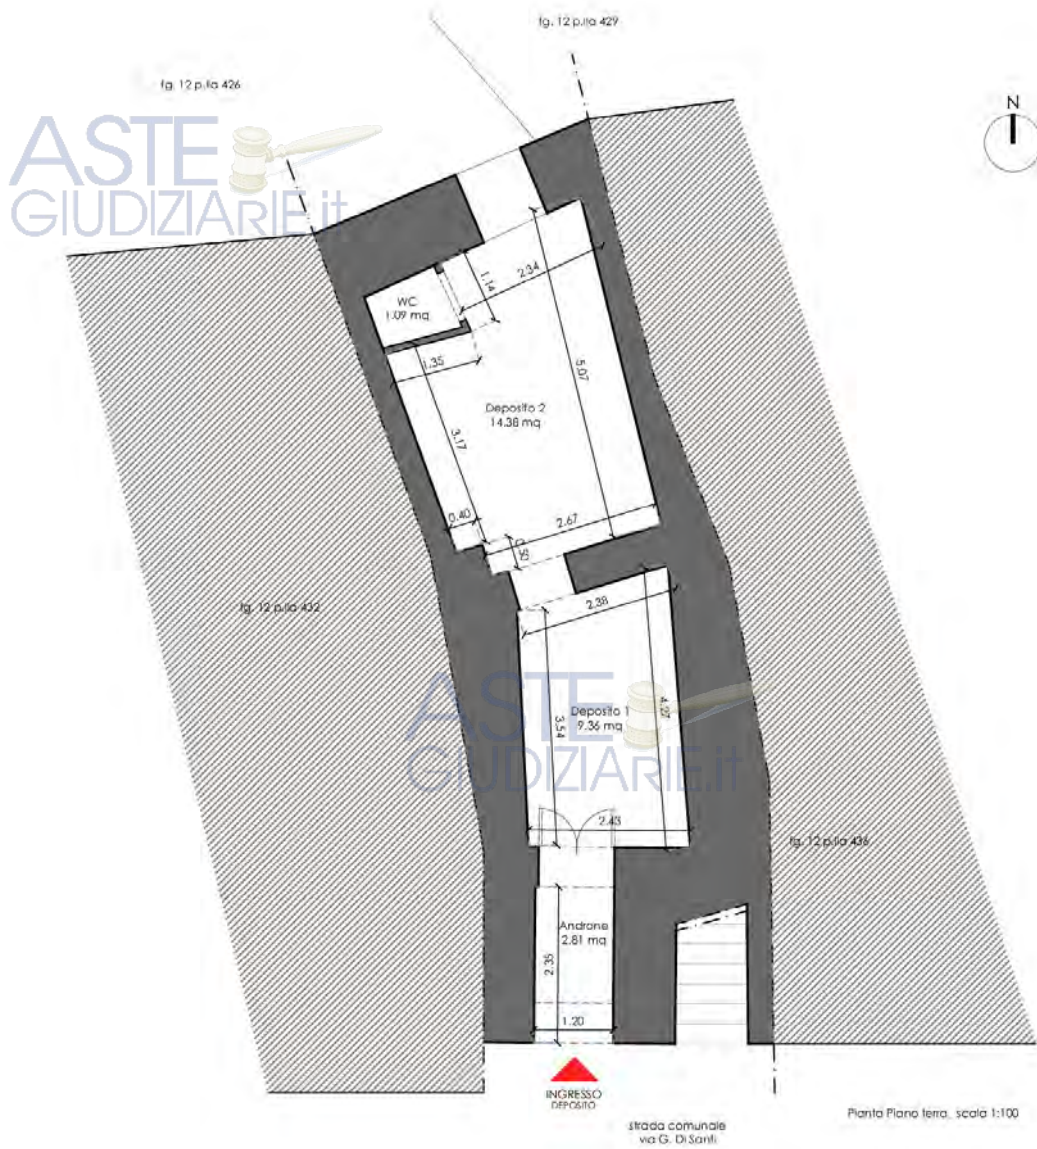 fg. 12 p.lla 429
fg. 12 p.lla 426
N
ASTE
GIUDIZIARIE.it
2.34
1.14
WC
1.09 mq
1.35
5.07
Deposito 2
14.38 mq
3.17
0.40
2.67
0.59
2.38
fg. 12 p.lla 432
ASTE
GIUDIZIARIE.it
4.27
Deposito 1
9.36 mq
3.54
2.43
fg. 12 p.lla 436
Androne
2.81 mq
2.35
1.20
INGRESSO
DEPOSITO
strada comunale
via G. Di Santi
Pianta Piano terra, scala 1:100